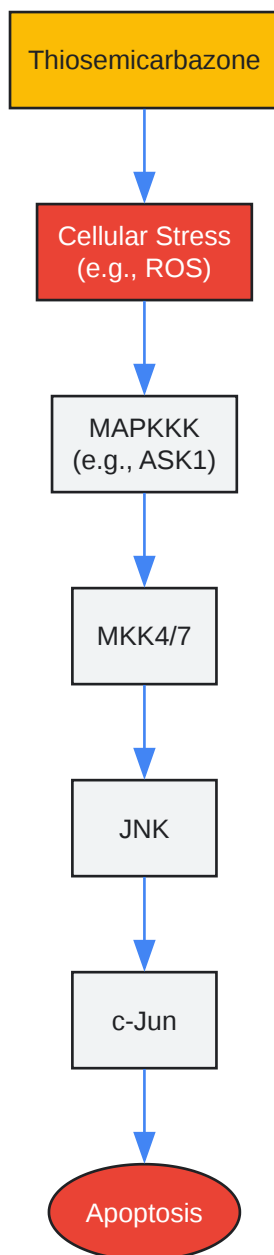 Thiosemicarbazone
Cellular Stress
(e.g., ROS)
MAPKKK
(e.g., ASK1)
MKK4/7
JNK
c-Jun
Apoptosis